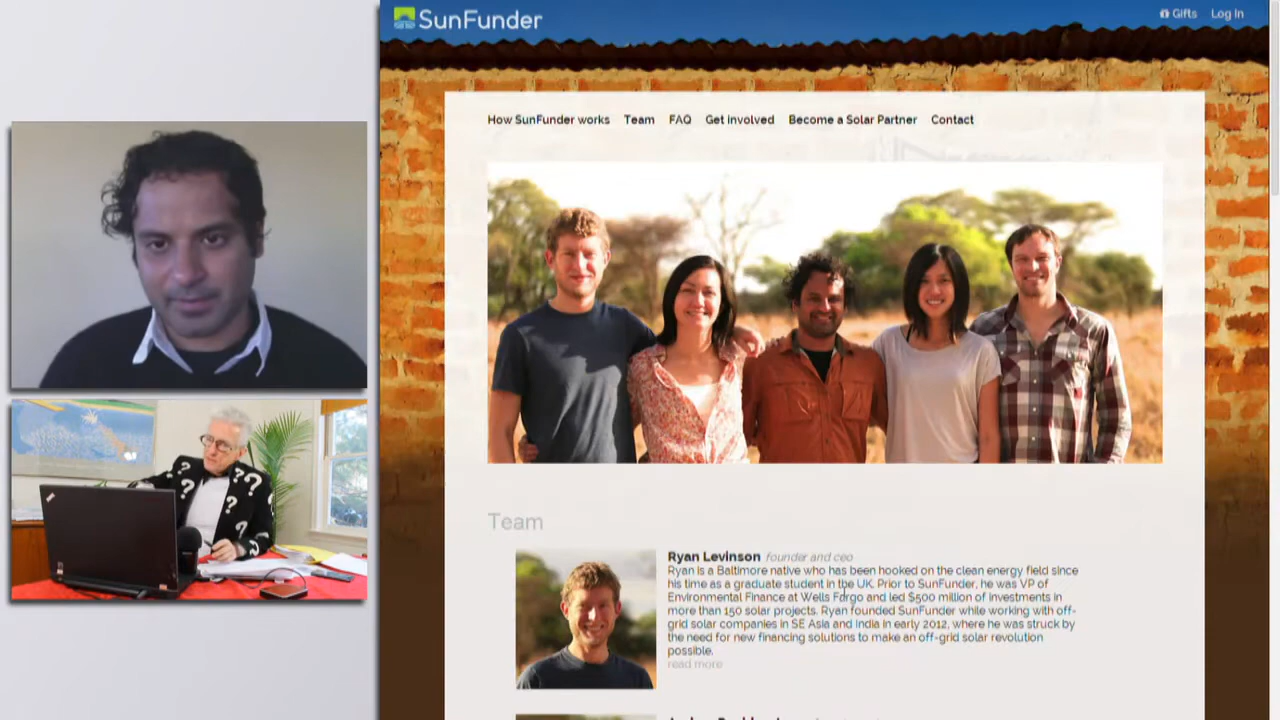 SunFunder
Gifts Log In
How SunFunder works Team FAQ Get involved Become a Solar Partner Contact
Team
Ryan Levinson founder and ceo
Ryan is a Baltimore native who has been hooked on the clean energy field since
his time as a graduate student in the UK. Prior to SunFunder, he was VP of
Environmental Finance at Wells Fargo and led $500 million of investments in
more than 150 solar projects. Ryan founded SunFunder while working with off-
grid solar companies in SE Asia and India in early 2012, where he was struck by
the need for new financing solutions to make an off-grid solar revolution
possible.
read more
? ? ? ? ?